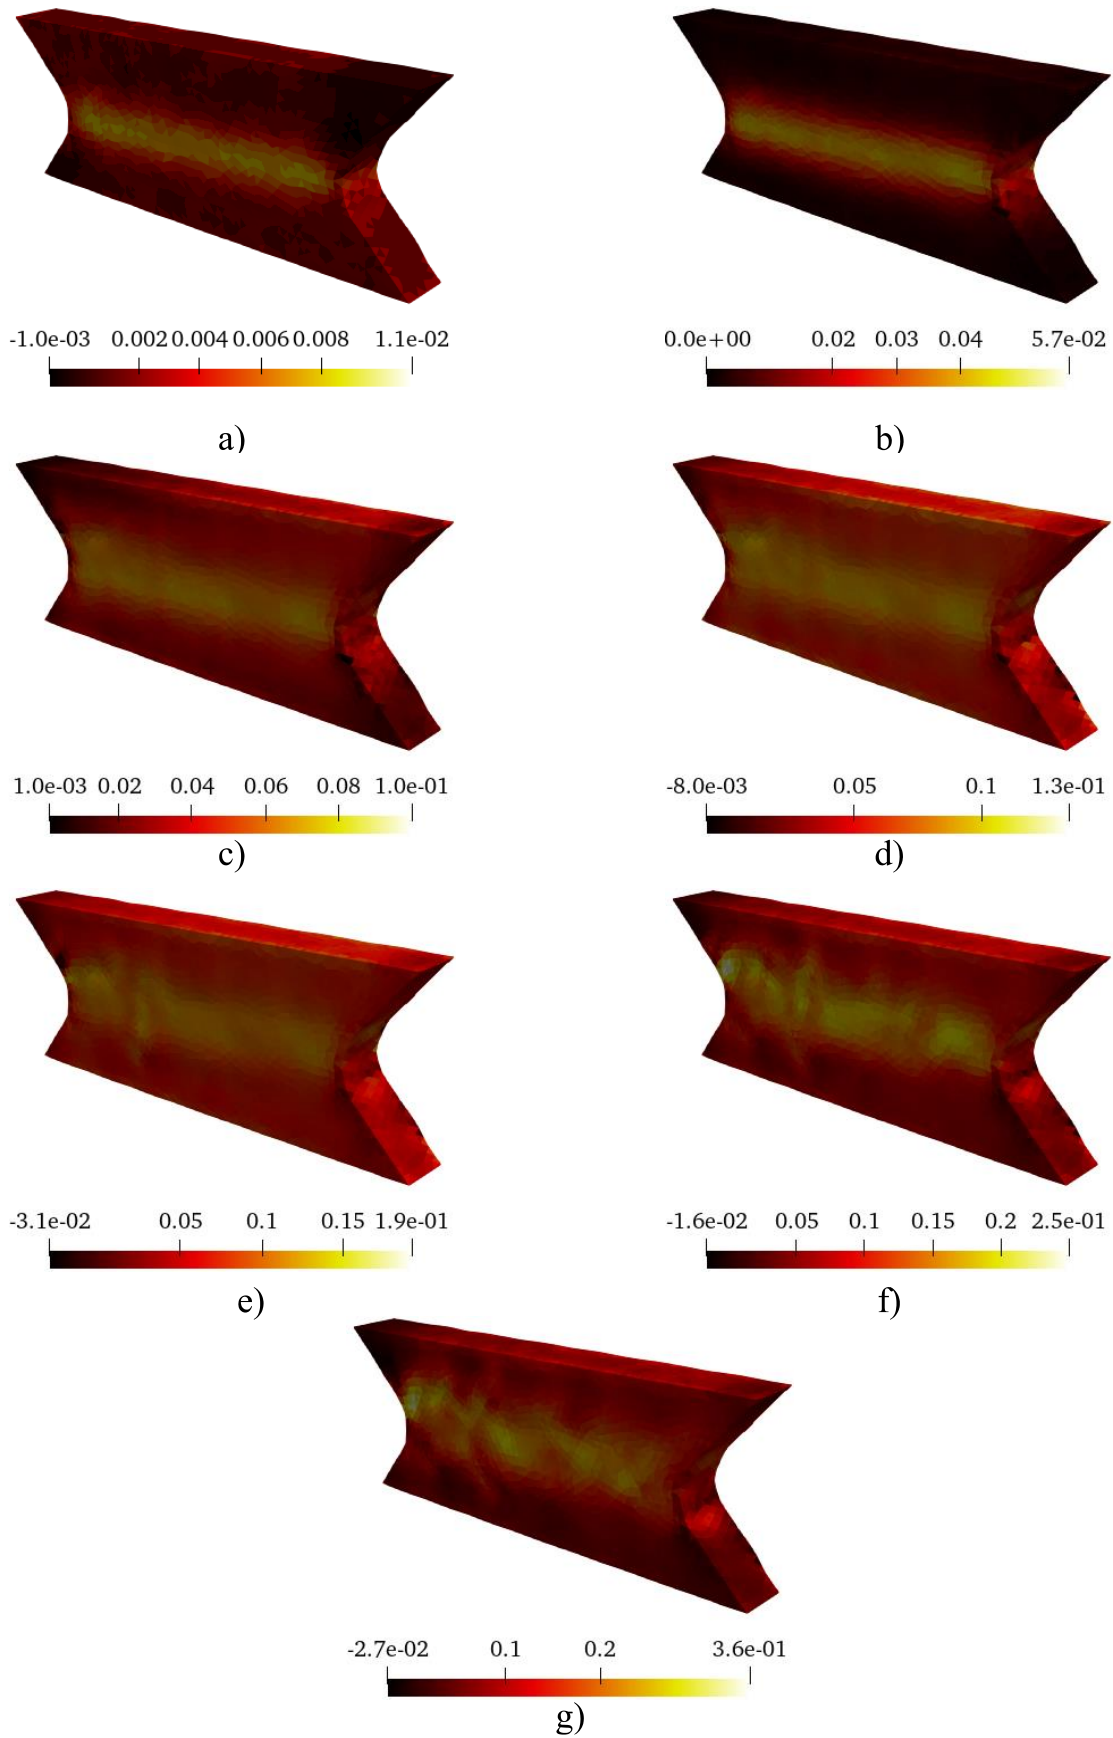 -1.0e-03 0.002 0.004 0.006 0.008 1.1e-02
0.0e+00 0.02 0.03 0.04 5.7e-02
a)
b)
1.0e-03 0.02 0.04 0.06 0.08 1.0e-01
-8.0e-03 0.05 0.1 1.3e-01
c)
d)
-3.1e-02 0.05 0.1 0.15 1.9e-01
-1.6e-02 0.05 0.1 0.15 0.2 2.5e-01
e)
f)
-2.7e-02 0.1 0.2 3.6e-01
g)